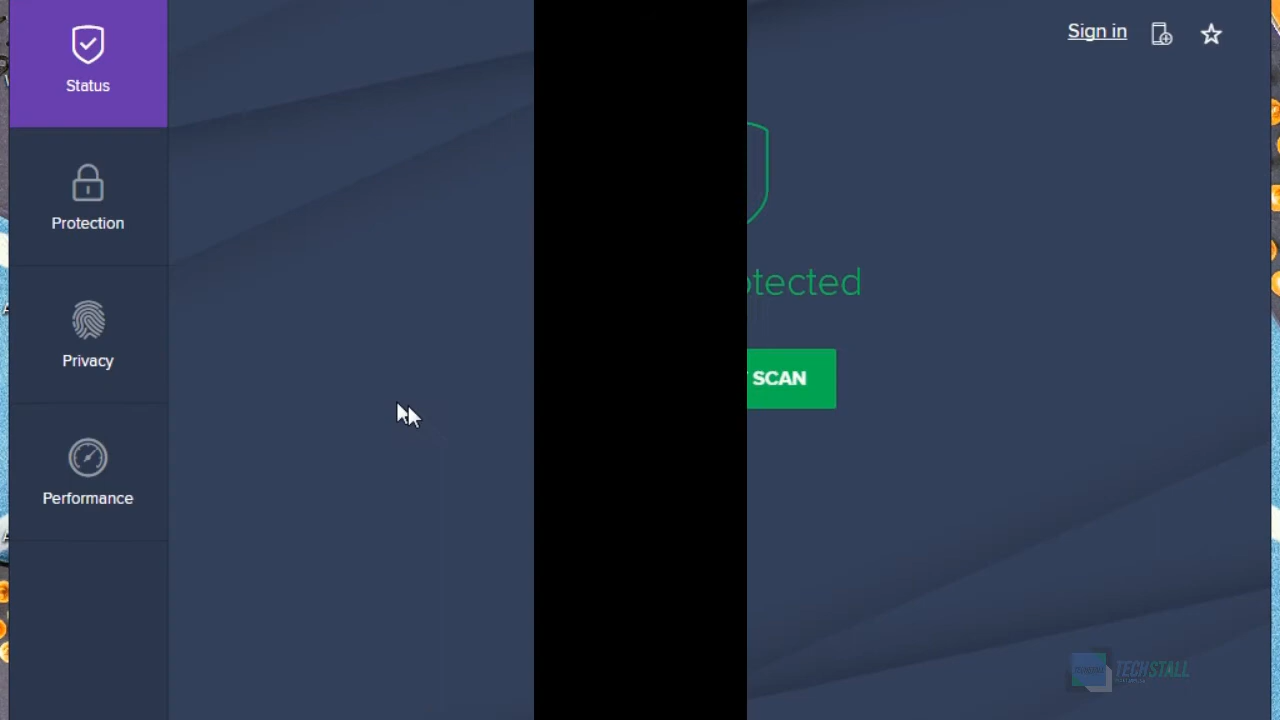 Status
Protection
Privacy
Performance
Sign in
otected
SCAN
TECHSTALL